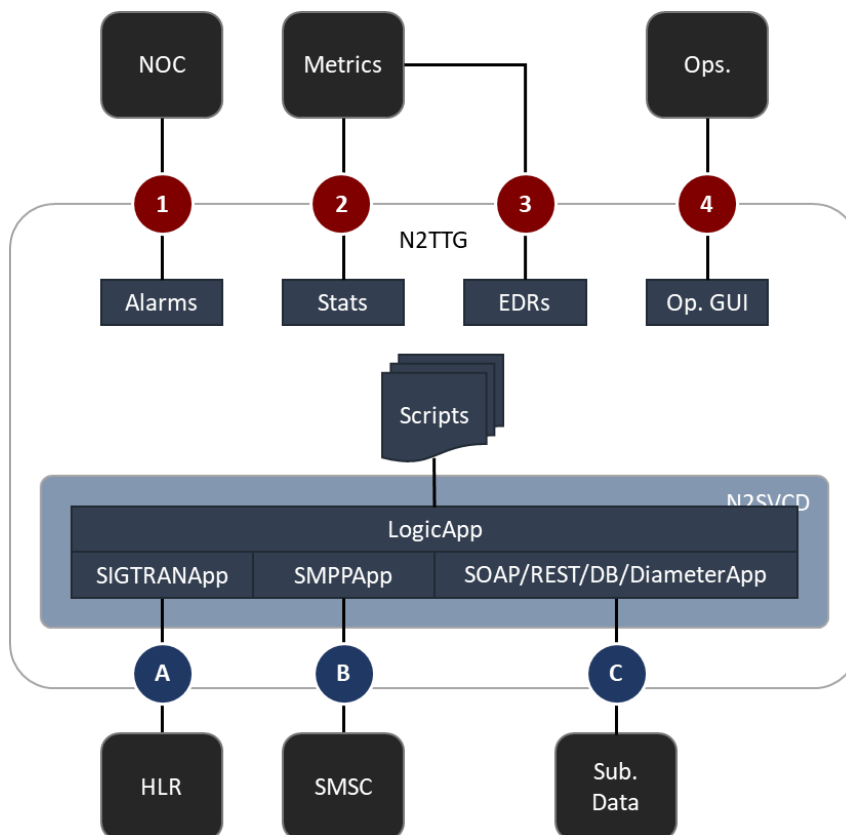 NOC
Metrics
Ops.
1
2
3
4
N2TTG
Alarms
Stats
EDRs
Op. GUI
Scripts
N2SVCD
LogicApp
SIGTRANApp
SMPPApp
SOAP/REST/DB/DiameterApp
A
B
C
HLR
SMSC
Sub.
Data